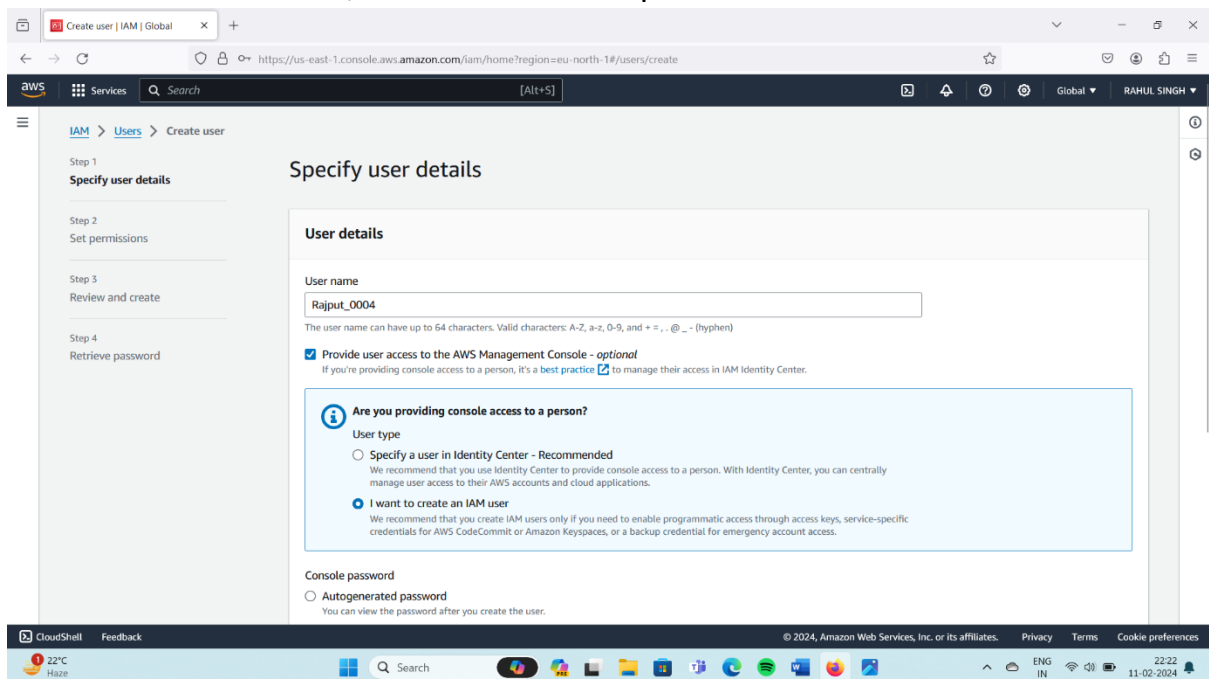 Create user | IAM | Global
https://us-east-1.console.aws.amazon.com/iam/home?region=eu-north-1#/users/create
aws
Services
Search
[Alt+S]
Global
RAHUL SINGH
IAM > Users > Create user
Step 1
Specify user details
Step 2
Set permissions
Step 3
Review and create
Step 4
Retrieve password
Specify user details
User details
User name
Rajput_0004
The user name can have up to 64 characters. Valid characters: A-Z, a-z, 0-9, and + = , . @ _ - (hyphen)
Provide user access to the AWS Management Console - optional
If you're providing console access to a person, it's a best practice to manage their access in IAM Identity Center.
Are you providing console access to a person?
User type
Specify a user in Identity Center - Recommended
We recommend that you use Identity Center to provide console access to a person. With Identity Center, you can centrally
manage user access to their AWS accounts and cloud applications.
I want to create an IAM user
We recommend that you create IAM users only if you need to enable programmatic access through access keys, service-specific
credentials for AWS CodeCommit or Amazon Keyspaces, or a backup credential for emergency account access.
Console password
Autogenerated password
You can view the password after you create the user.
CloudShell
Feedback
© 2024, Amazon Web Services, Inc. or its affiliates.
Privacy
Terms
Cookie preferences
1
22°C
Haze
Search
PRE
ENG
IN
22:22
11-02-2024